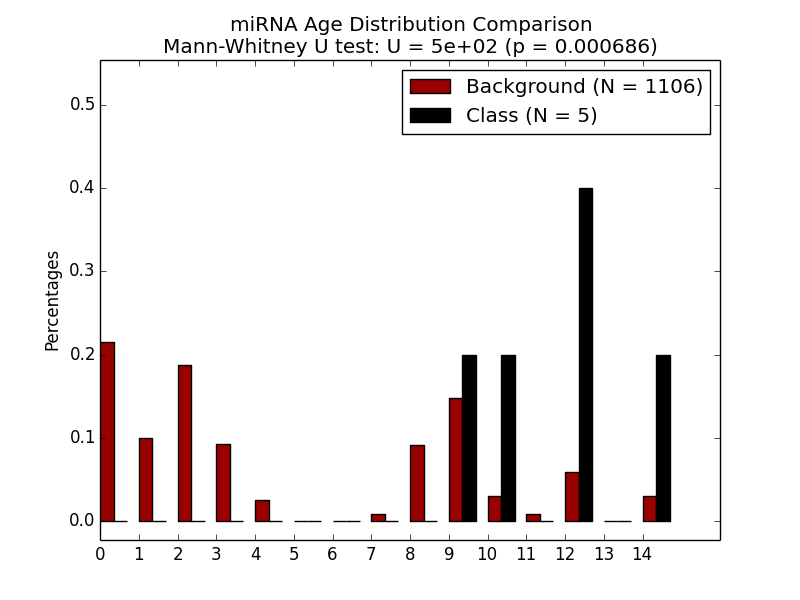 miRNA Age Distribution Comparison
Mann-Whitney U test: U = 5e+02 (p = 0.000686)
Background (N = 1106)
Class (N = 5)
Percentages
0.5
0.4
0.3
0.2
0.1
0.0
0 1 2 3 4 5 6 7 8 9 10 11 12 13 14